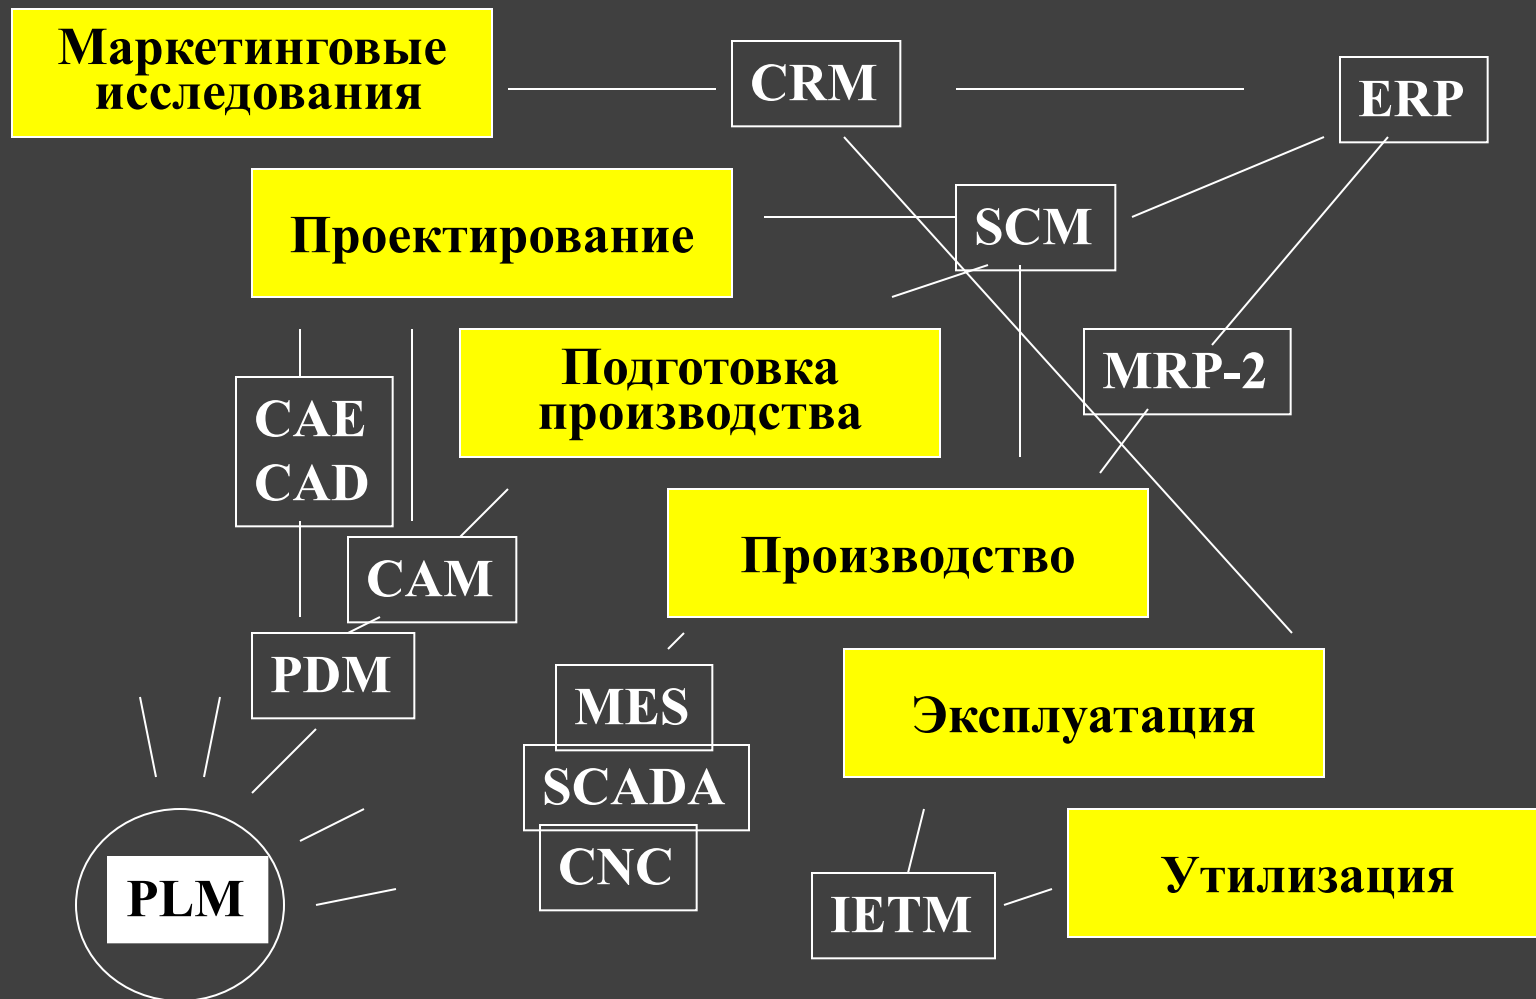 Маркетинговые
исследования
CRM
ERP
Проектирование
SCM
Подготовка
производства
MRP-2
CAE
CAD
Производство
CAM
PDM
MES
Эксплуатация
SCADA
CNC
Утилизация
PLM
IETM